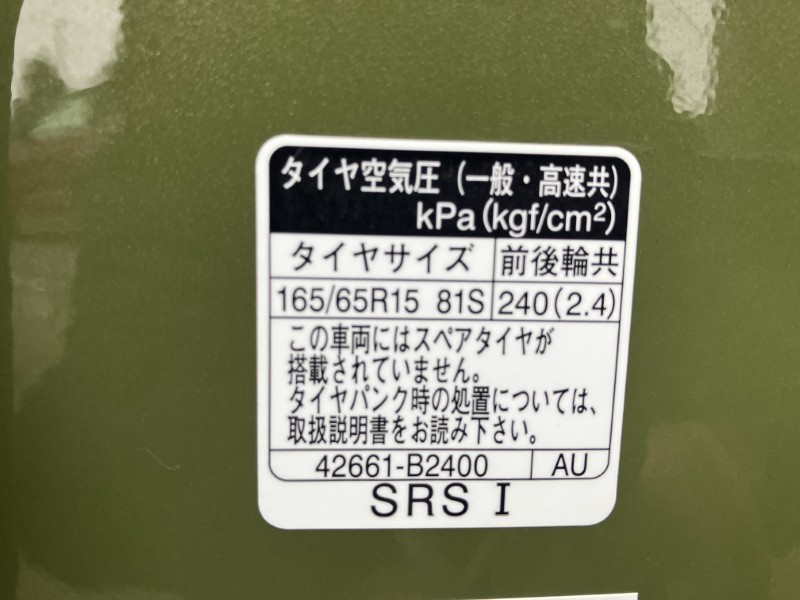 タイヤ空気圧（一般・高速共）
kPa(kgf/cm²)
タイヤサイズ 前後輪共
165/65R15 81S 240(2.4)
この車両にはスペアタイヤが
搭載されていません。
タイヤパンク時の処置については、
取扱説明書をお読み下さい。
42661-B2400 AU
SRS I